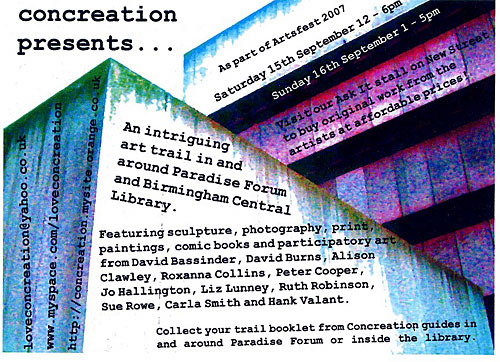 concreation
presents...
As part of Artsfest 2007
Saturday 15th September 12 - 6pm
Sunday 16th September 1 - 5pm
Visit our Ask It stall on New Street
to buy original work from the
artists at affordable prices!
An intriguing
art trail in and
around Paradise Forum
and Birmingham Central
Library.
Featuring sculpture, photography, print,
paintings, comic books and participatory art
from David Bassinder, David Burns, Alison
Clawley, Roxanna Collins, Peter Cooper,
Jo Hallington, Liz Lunney, Ruth Robinson,
Sue Rowe, Carla Smith and Hank Valant.
Collect your trail booklet from Concreation guides in
and around Paradise Forum or inside the library.
loveconcreation@yahoo.co.uk
www.myspace.com/loveconcreation
http://concreation.mysite.orange.co.uk